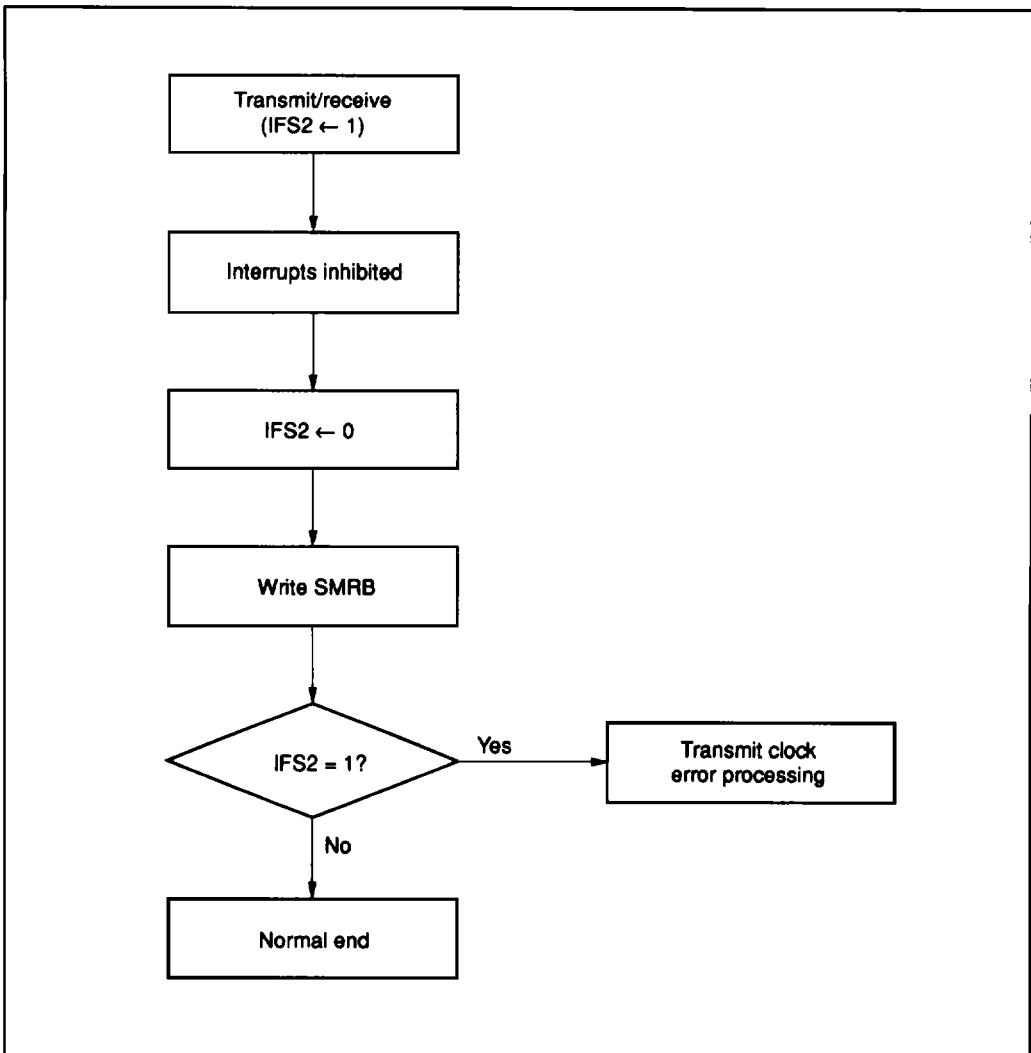 Transmit/receive
(IFS2 ← 1)
Interrupts inhibited
IFS2 ← 0
Write SMRB
IFS2 = 1?
Yes
Transmit clock
error processing
No
Normal end